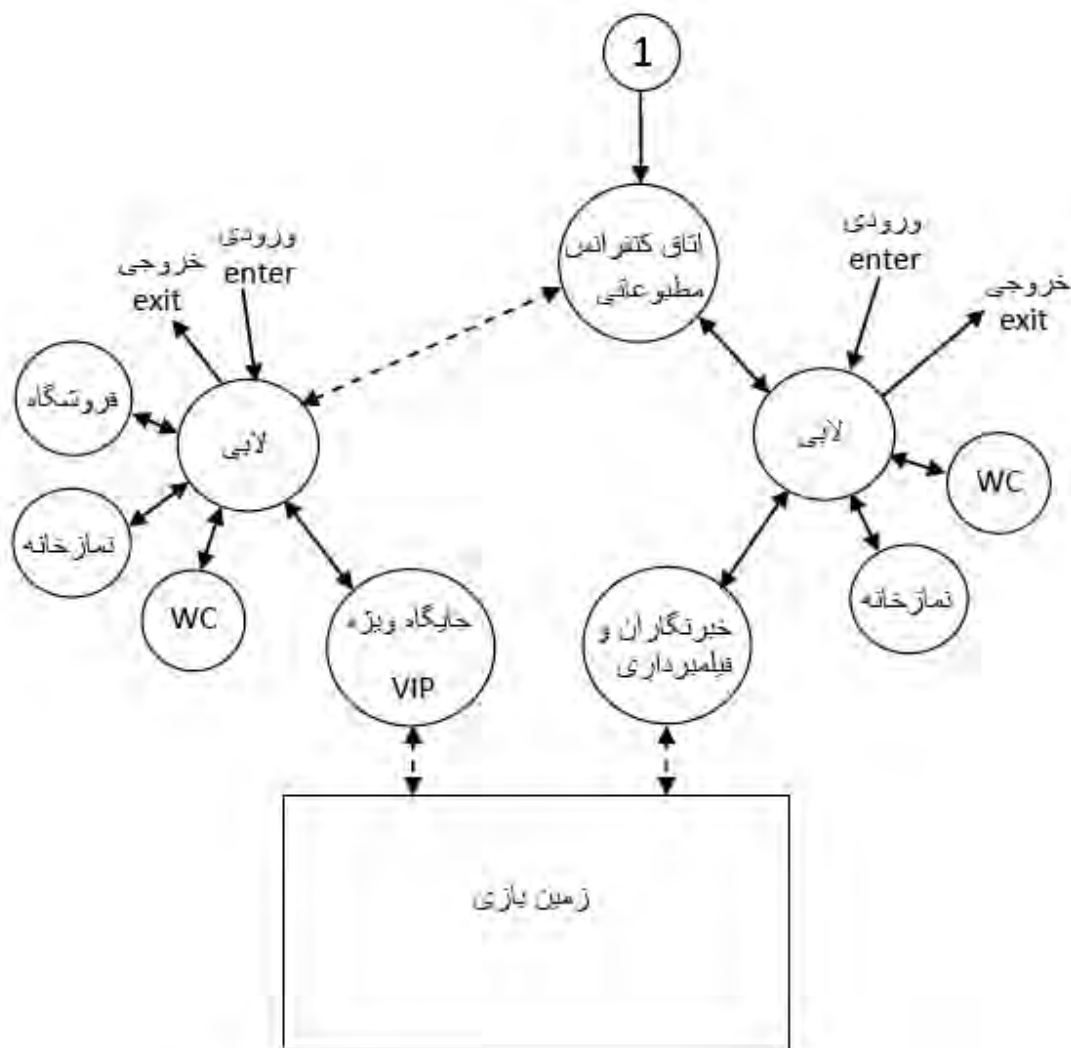 1
اتاق کنفرانس
مطبوعاتی
ورودی
enter
خروجی
exit
ورودی
enter
خروجی
exit
فروشگاه
لابی
لابی
WC
نمازخانه
نمازخانه
WC
جایگاه ویژه
VIP
خبرنگاران و
فیلمبرداری
زمین بازی